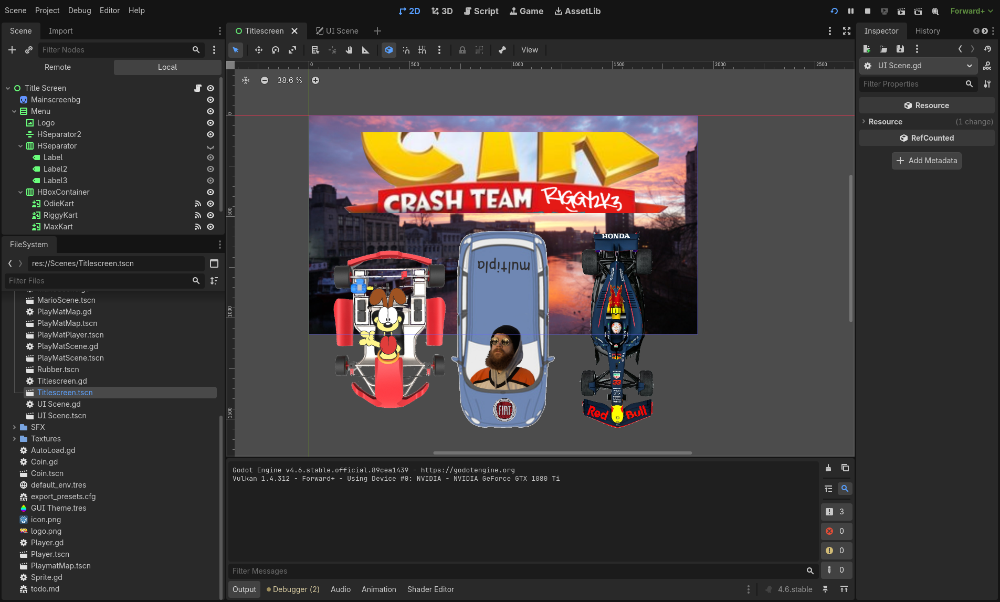 Scene Project Debug Editor Help
2D 3D Script Game AssetLib
Forward+
Scene Import
Filter Nodes
Remote Local
Title Screen
Mainscreenbg
Menu
Logo
HSeparator2
HSeparator
Label
Label2
Label3
HBoxContainer
OdieKart
RiggyKart
MaxKart
FileSystem
res://Scenes/Titlescreen.tscn
Filter Files
MarioScene.gd
MarioScene.tscn
PlayMatMap.gd
PlayMatMap.tscn
PlayMatPlayer.tscn
PlayMatScene.gd
PlayMatScene.tscn
Rubber.tscn
Titlescreen.gd
Titlescreen.tscn
UI Scene.gd
UI Scene.tscn
SFX
Textures
AutoLoad.gd
Coin.gd
Coin.tscn
default_env.tres
export_presets.cfg
GUI Theme.tres
icon.png
logo.png
Player.gd
Player.tscn
PlaymatMap.tscn
Sprite.gd
todo.md
Titlescreen UI Scene
View
0 500 1000 1500 2000 2500
38.6 %
0
500
1000
1500
CTR
CRASH TEAM RIGGY2K3
HONDA
multipla
33
FIAT
Red Bull
Godot Engine v4.6.stable.official.89cea1439 - https://godotengine.org
Vulkan 1.4.312 - Forward+ - Using Device #0: NVIDIA - NVIDIA GeForce GTX 1080 Ti
3
0
0
0
Filter Messages
Output Debugger (2) Audio Animation Shader Editor
4.6.stable
Inspector History
UI Scene.gd
DOC
Filter Properties
Resource
Resource (1 change)
RefCounted
Add Metadata